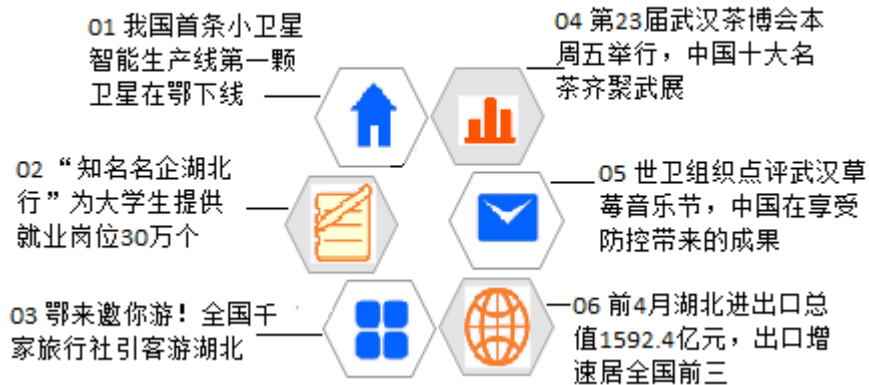 01 我国首条小卫星
智能生产线第一颗
卫星在鄂下线
02 “知名名企湖北
行”为大学生提供
就业岗位30万个
03 鄂来邀你游！全国千
家旅行社引客游湖北
04 第23届武汉茶博会本
周五举行，中国十大名
茶齐聚武展
05 世卫组织点评武汉草
莓音乐节，中国在享受
防控带来的成果
06 前4月湖北进出口总
值1592.4亿元，出口增
速居全国前三